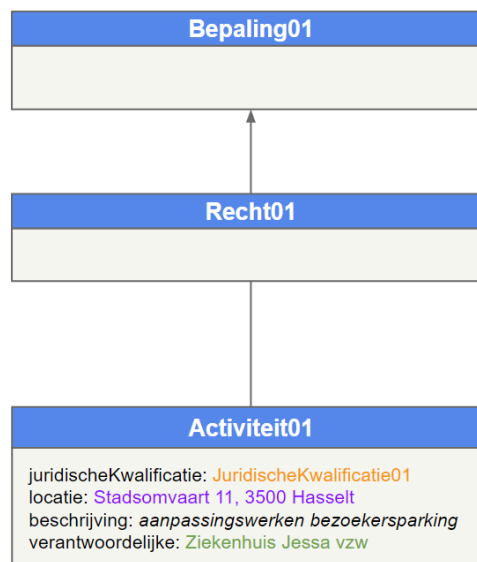 Bepaling01
Recht01
Activiteit01
juridischeKwalificatie: JuridischeKwalificatie01
locatie: Stadsomvaart 11, 3500 Hasselt
beschrijving: aanpassingswerken bezoekersparking
verantwoordelijke: Ziekenhuis Jessa vzw